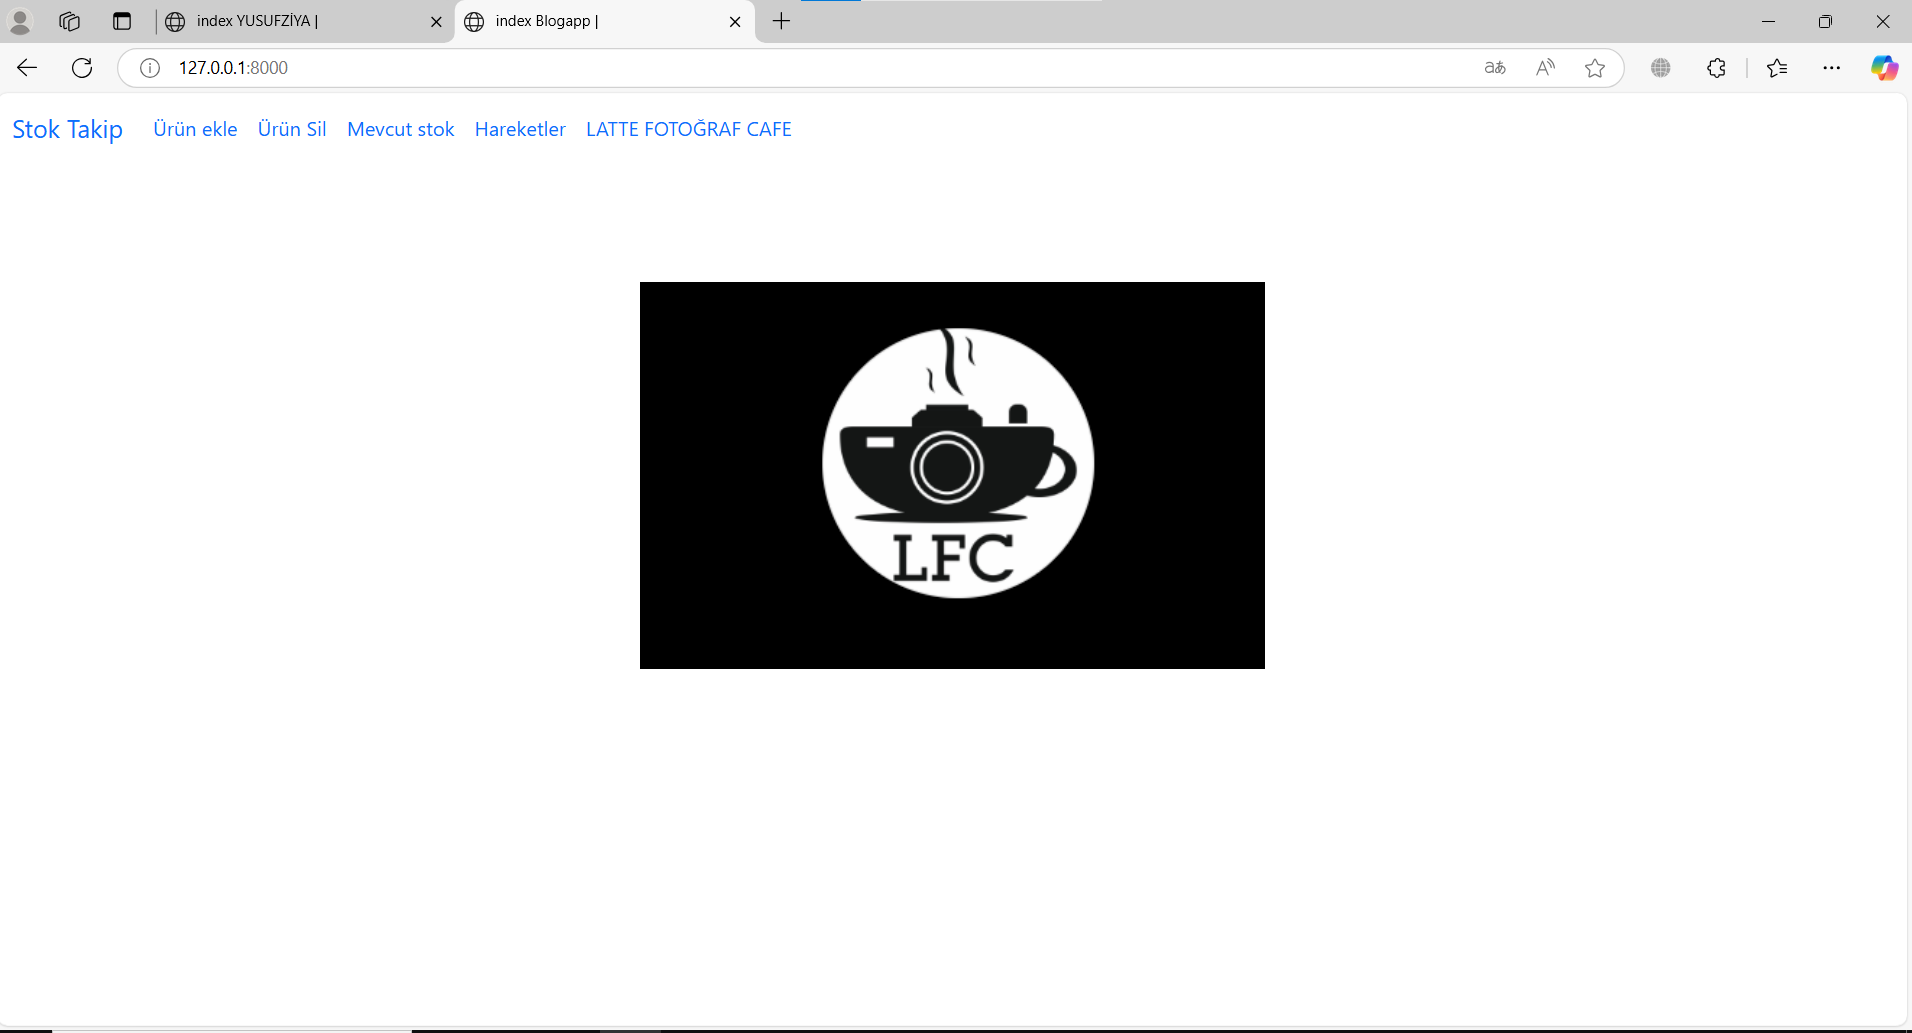 index YUSUFZİYA |
index Blogapp |
127.0.0.1:8000
Stok Takip Ürün ekle Ürün Sil Mevcut stok Hareketler LATTE FOTOĞRAF CAFE
LFC